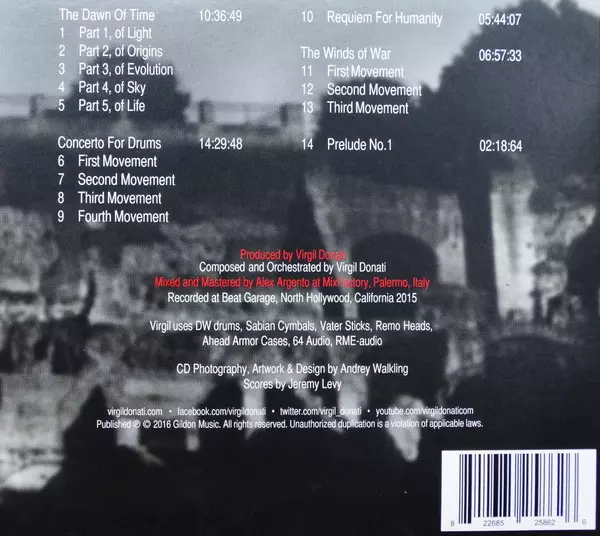 The Dawn Of Time 10:36:49
1 Part 1, of Light
2 Part 2, of Origins
3 Part 3, of Evolution
4 Part 4, of Sky
5 Part 5, of Life
Concerto For Drums 14:29:48
6 First Movement
7 Second Movement
8 Third Movement
9 Fourth Movement
10 Requiem For Humanity 05:44:07
The Winds of War 06:57:33
11 First Movement
12 Second Movement
13 Third Movement
14 Prelude No.1 02:18:64
Produced by Virgil Donati
Composed and Orchestrated by Virgil Donati
Mixed and Mastered by Alex Argento at Mixfactory, Palermo, Italy
Recorded at Beat Garage, North Hollywood, California 2015
Virgil uses DW drums, Sabian Cymbals, Vater Sticks, Remo Heads,
Ahead Armor Cases, 64 Audio, RME-audio
CD Photography, Artwork & Design by Andrey Walkling
Scores by Jeremy Levy
virgildonati.com • facebook.com/virgildonati • twitter.com/virgil_donati • youtube.com/virgildonaticom
Published ℗ © 2016 Gildon Music. All rights reserved. Unauthorized duplication is a violation of applicable laws.
8 22685 25862 6